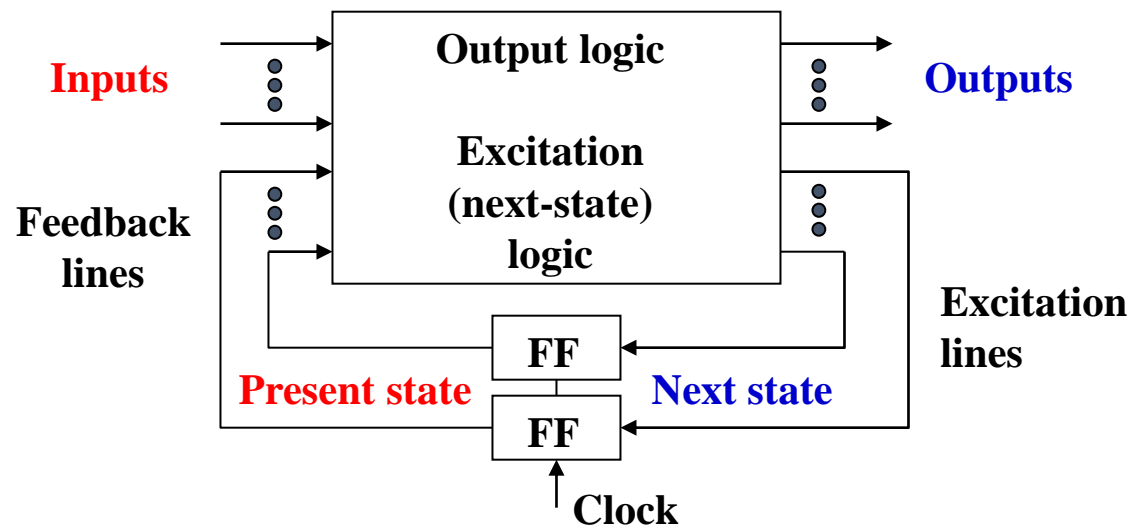 Output logic
Inputs
Outputs
Excitation
(next-state)
logic
Feedback
lines
Excitation
lines
FF
Present state
Next state
FF
Clock